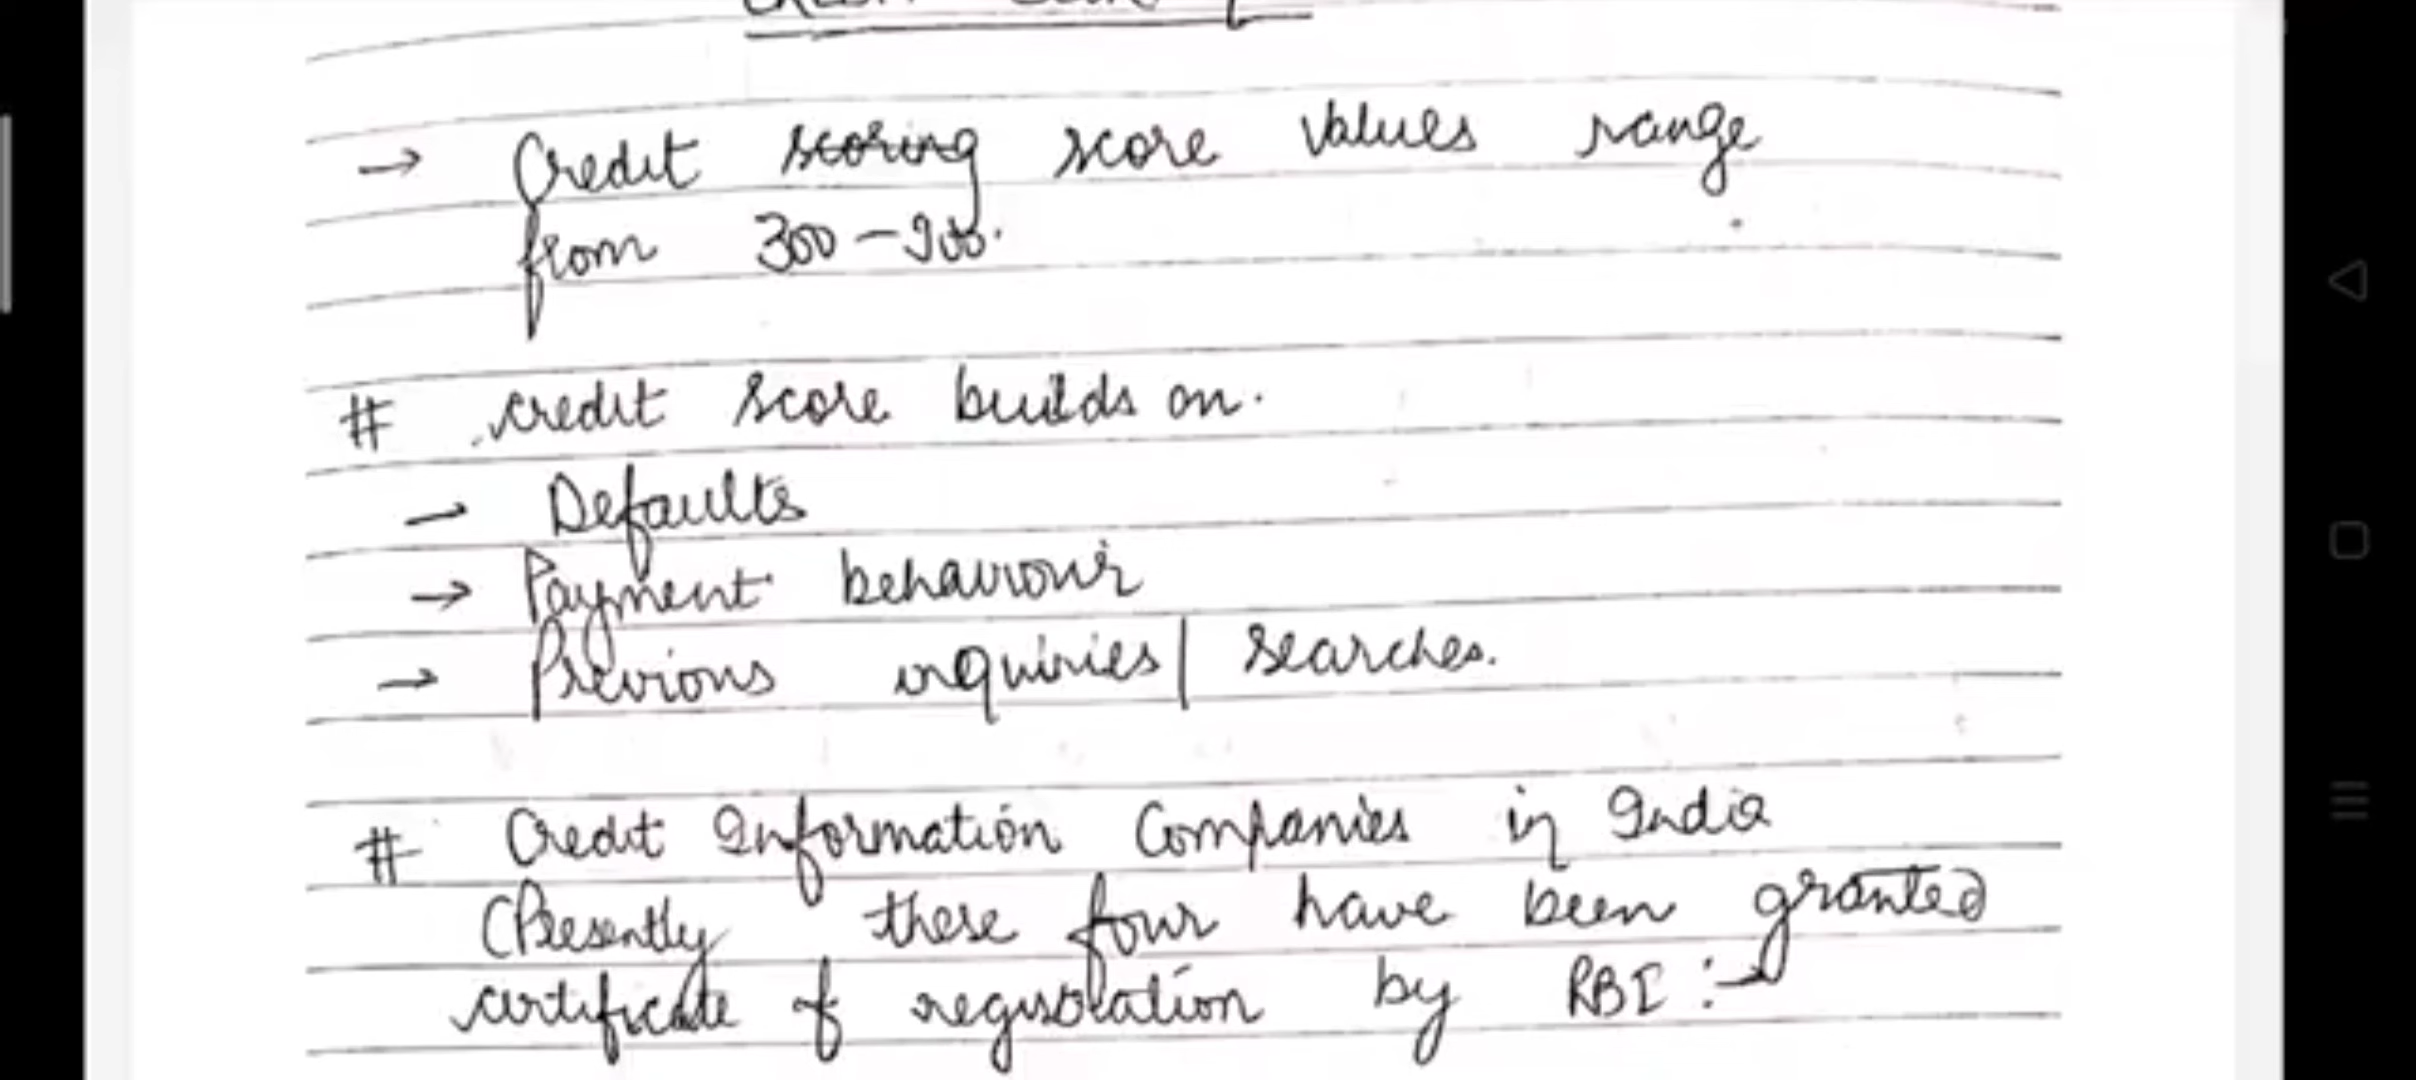 → Credit scoring score values range
from 300-900.
# credit score builds on.
- Defaults
→ Payment behaviour
→ Previous inquiries/ searches.
# Credit Information Companies in India
(Presently these four have been granted
certificate of registration by RBI :→